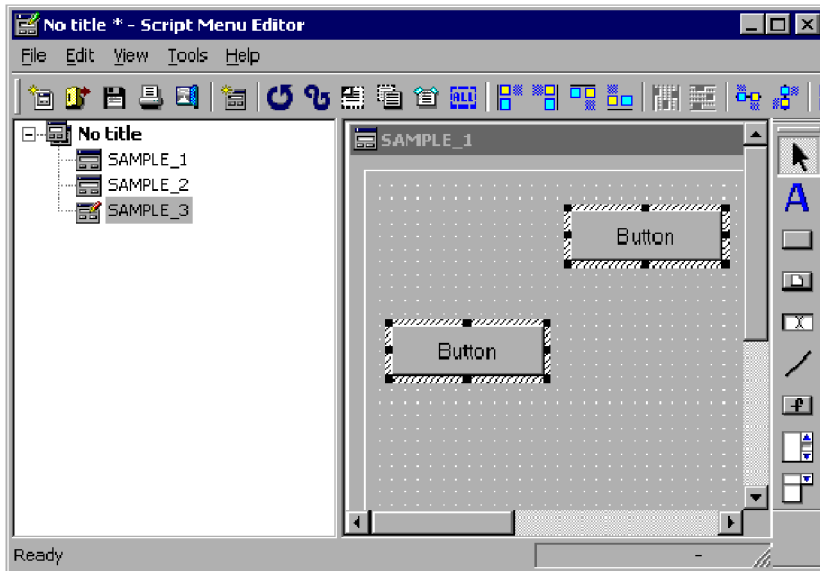 No title * - Script Menu Editor
File Edit View Tools Help
ALL
No title
SAMPLE_1
SAMPLE_2
SAMPLE_3
SAMPLE_1
Button
Button
A
Ready
-